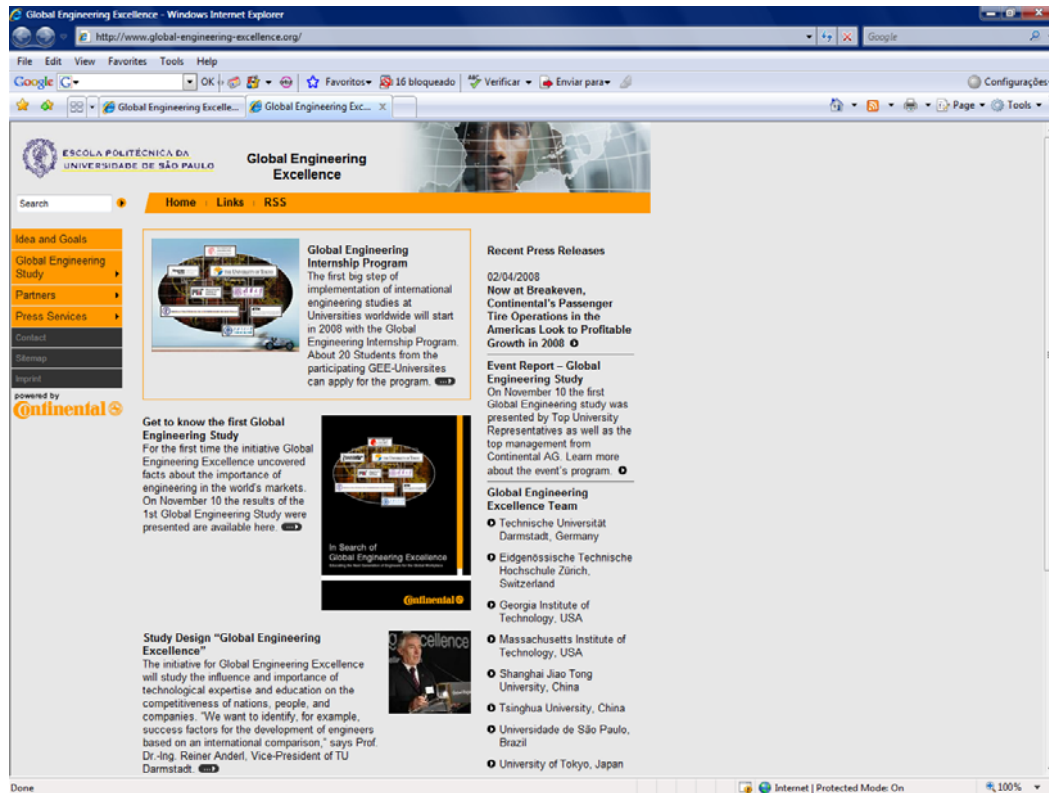 Global Engineering Excellence - Windows Internet Explorer
http://www.global-engineering-excellence.org/
Google
File Edit View Favorites Tools Help
Google G OK Favoritos 16 bloqueado Verificar Enviar para Configurações
Global Engineering Excelle... Global Engineering Exc... Page Tools
ESCOLA POLITÉCNICA DA
UNIVERSIDADE DE SÃO PAULO
Global Engineering
Excellence
Search
Home Links RSS
Idea and Goals
Global Engineering
Study
Partners
Press Services
Contact
Sitemap
Imprint
powered by
Continental
Global Engineering
Internship Program
The first big step of
implementation of international
engineering studies at
Universities worldwide will start
in 2008 with the Global
Engineering Internship Program.
About 20 Students from the
participating GEE-Universites
can apply for the program.
Get to know the first Global
Engineering Study
For the first time the initiative Global
Engineering Excellence uncovered
facts about the importance of
engineering in the world's markets.
On November 10 the results of the
1st Global Engineering Study were
presented are available here.
In Search of
Global Engineering Excellence
Educating the Next Generation of Engineers for the Global Workplace
Continental
Study Design "Global Engineering
Excellence"
The initiative for Global Engineering Excellence
will study the influence and importance of
technological expertise and education on the
competitiveness of nations, people, and
companies. "We want to identify, for example,
success factors for the development of engineers
based on an international comparison," says Prof.
Dr.-Ing. Reiner Anderl, Vice-President of TU
Darmstadt.
Recent Press Releases
02/04/2008
Now at Breakeven,
Continental's Passenger
Tire Operations in the
Americas Look to Profitable
Growth in 2008
Event Report – Global
Engineering Study
On November 10 the first
Global Engineering study was
presented by Top University
Representatives as well as the
top management from
Continental AG. Learn more
about the event's program.
Global Engineering
Excellence Team
Technische Universität
Darmstadt, Germany
Eidgenössische Technische
Hochschule Zürich,
Switzerland
Georgia Institute of
Technology, USA
Massachusetts Institute of
Technology, USA
Shanghai Jiao Tong
University, China
Tsinghua University, China
Universidade de São Paulo,
Brazil
University of Tokyo, Japan
Done
Internet | Protected Mode: On
100%